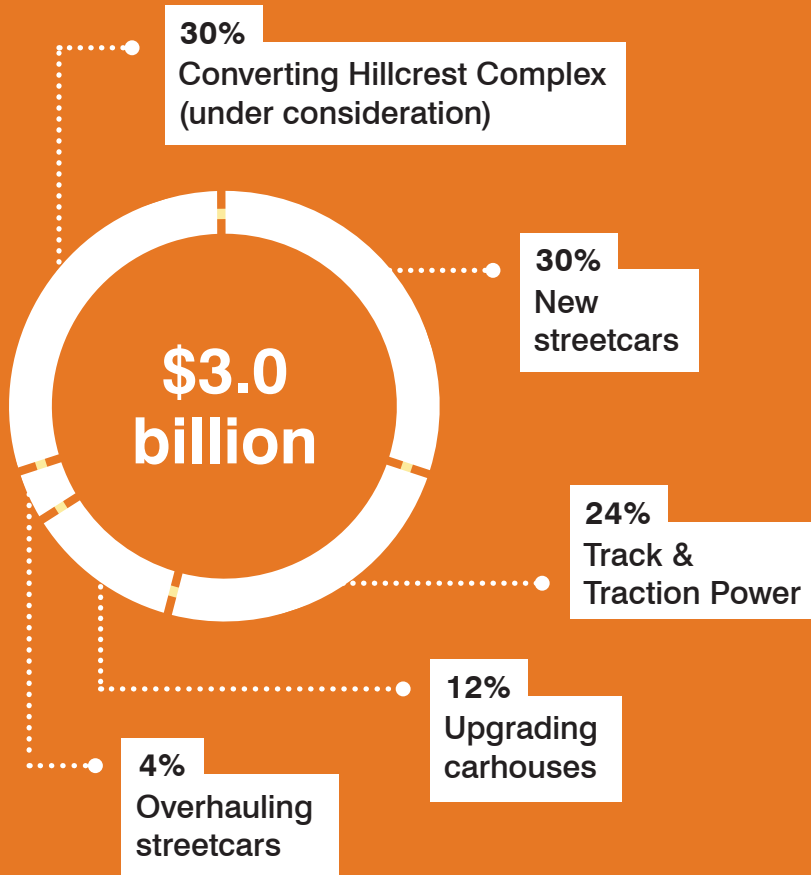 30%
Converting Hillcrest Complex
(under consideration)
30%
New
streetcars
$3.0
billion
24%
Track &
Traction Power
12%
Upgrading
carhouses
4%
Overhauling
streetcars